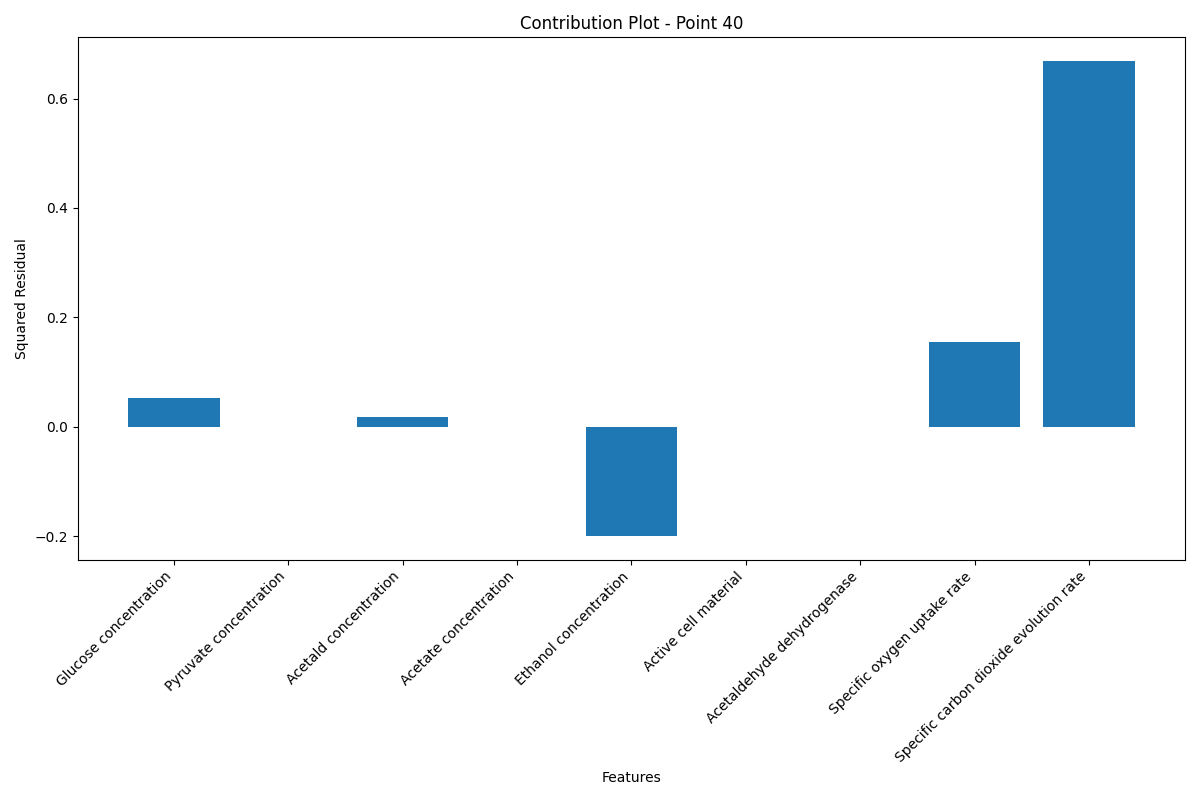 Contribution Plot - Point 40
Squared Residual
0.6
0.4
0.2
0.0
−0.2
Glucose concentration
Pyruvate concentration
Acetald concentration
Acetate concentration
Ethanol concentration
Active cell material
Acetaldehyde dehydrogenase
Specific oxygen uptake rate
Specific carbon dioxide evolution rate
Features